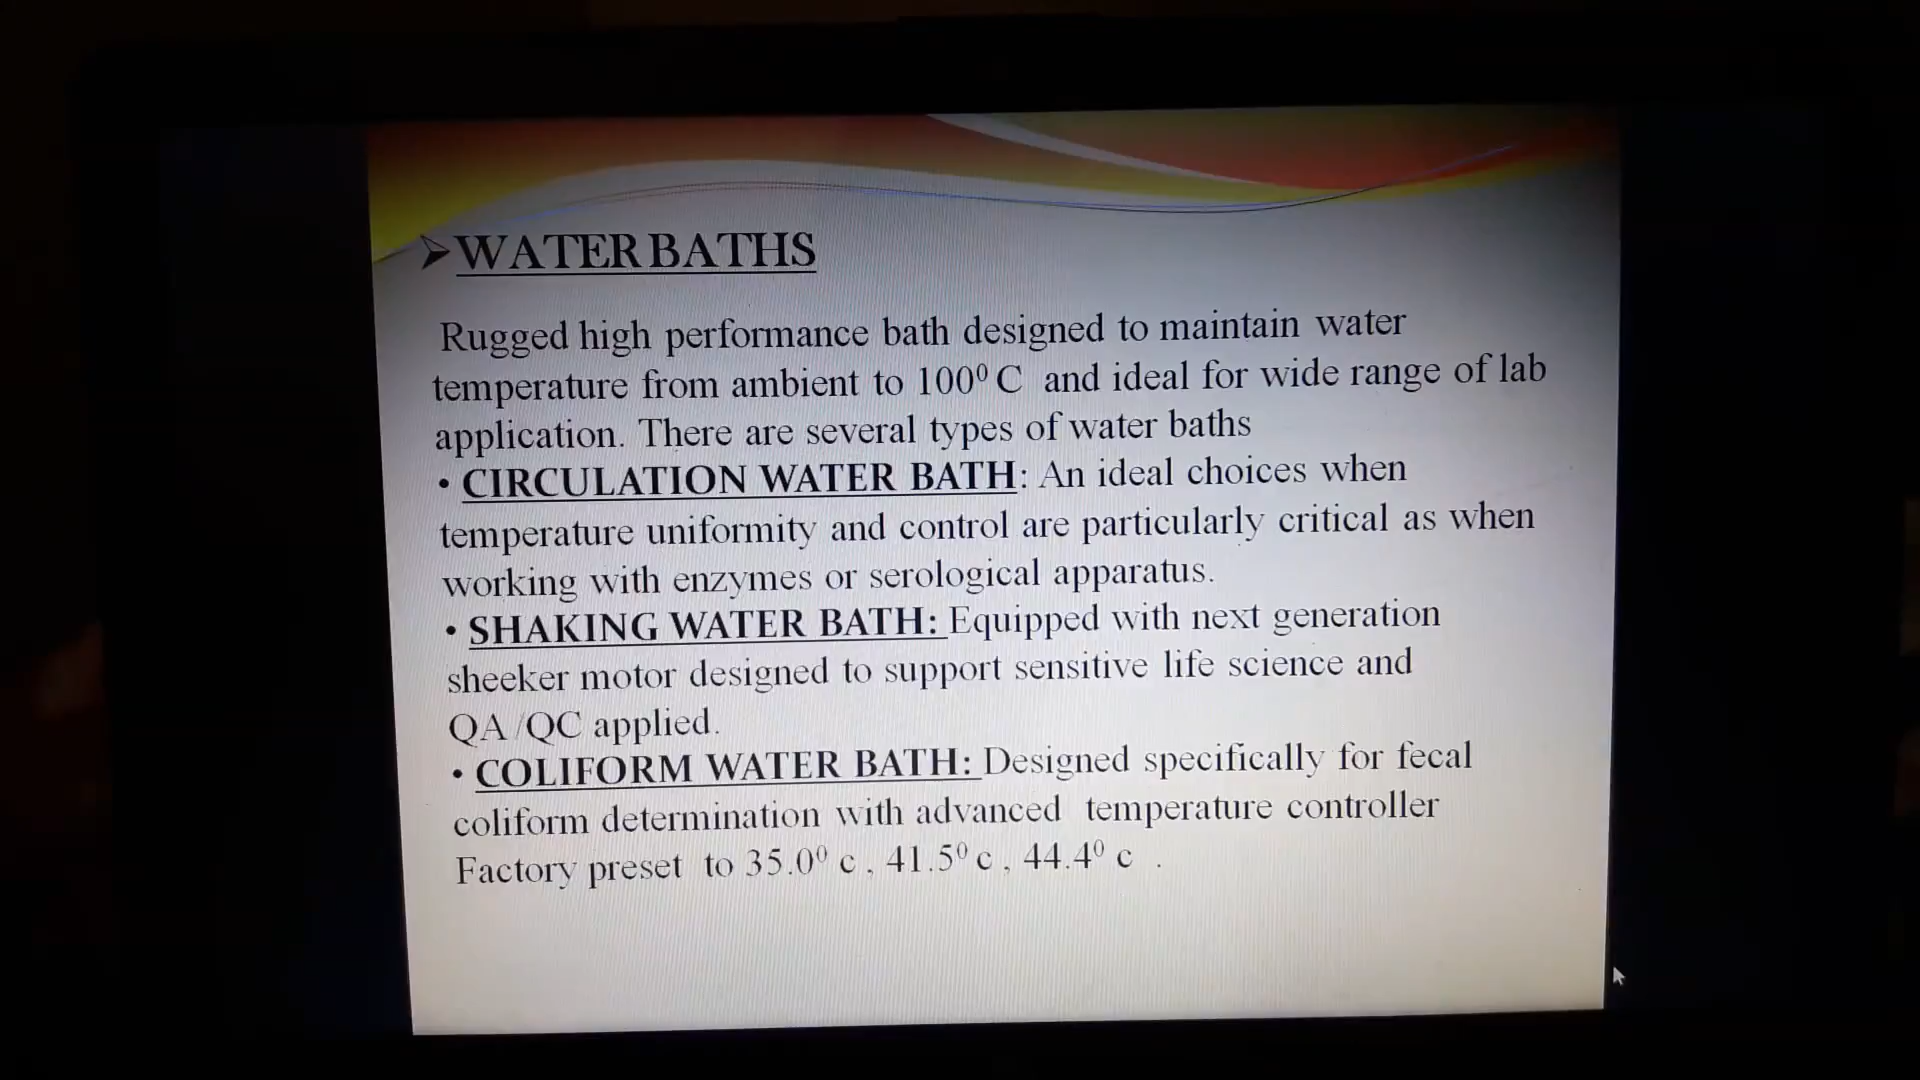 ➢WATER BATHS
Rugged high performance bath designed to maintain water
temperature from ambient to 100⁰ C and ideal for wide range of lab
application. There are several types of water baths
• CIRCULATION WATER BATH: An ideal choices when
temperature uniformity and control are particularly critical as when
working with enzymes or serological apparatus.
• SHAKING WATER BATH: Equipped with next generation
sheeker motor designed to support sensitive life science and
QA/QC applied.
• COLIFORM WATER BATH: Designed specifically for fecal
coliform determination with advanced temperature controller
Factory preset to 35.0⁰ c , 41.5⁰ c , 44.4⁰ c .